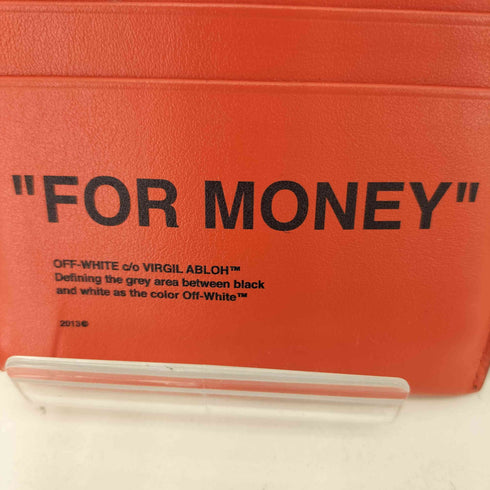 "FOR MONEY"
OFF-WHITE c/o VIRGIL ABLOH™
Defining the grey area between black
and white as the color Off-White™
2013©